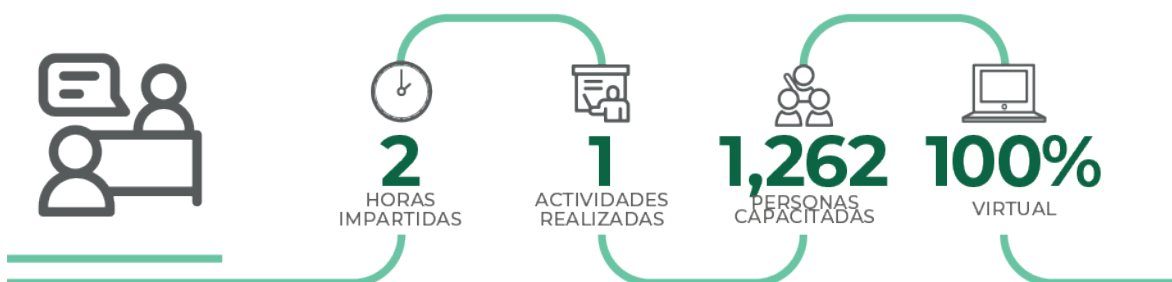 2
HORAS
IMPARTIDAS
1
ACTIVIDADES
REALIZADAS
1,262
PERSONAS
CAPACITADAS
100%
VIRTUAL